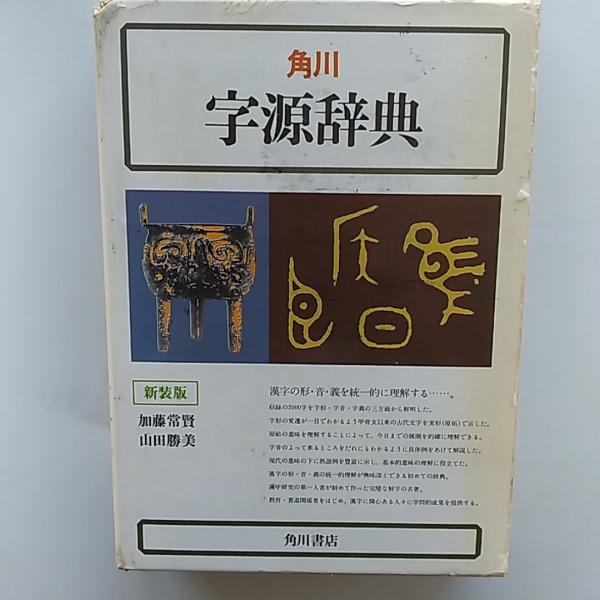 角川
字源辞典
新装版
加藤常賢
山田勝美
漢字の形・音・義を統一的に理解する……。
収録の2000字を字形・字音・字義の三方面から解明した。
字形の変遷が一目でわかるよう甲骨文以来の古代文字を実形(原拓)で示した。
原始の意味を理解することによって、今日までの展開を的確に理解できる。
字音のよって来るところをだれにもわかるように具体例をあげて解説した。
現代の意味の下に熟語例を豊富に示し、基本的意味の理解に役立てた。
漢字の形・音・義の統一的理解が興味深くできる初めての辞典。
漢字研究の第一人者が初めて作った完璧な解字の名著。
教育・書道関係者をはじめ、漢字に関心ある人々に学問的成果を提供する。
角川書店